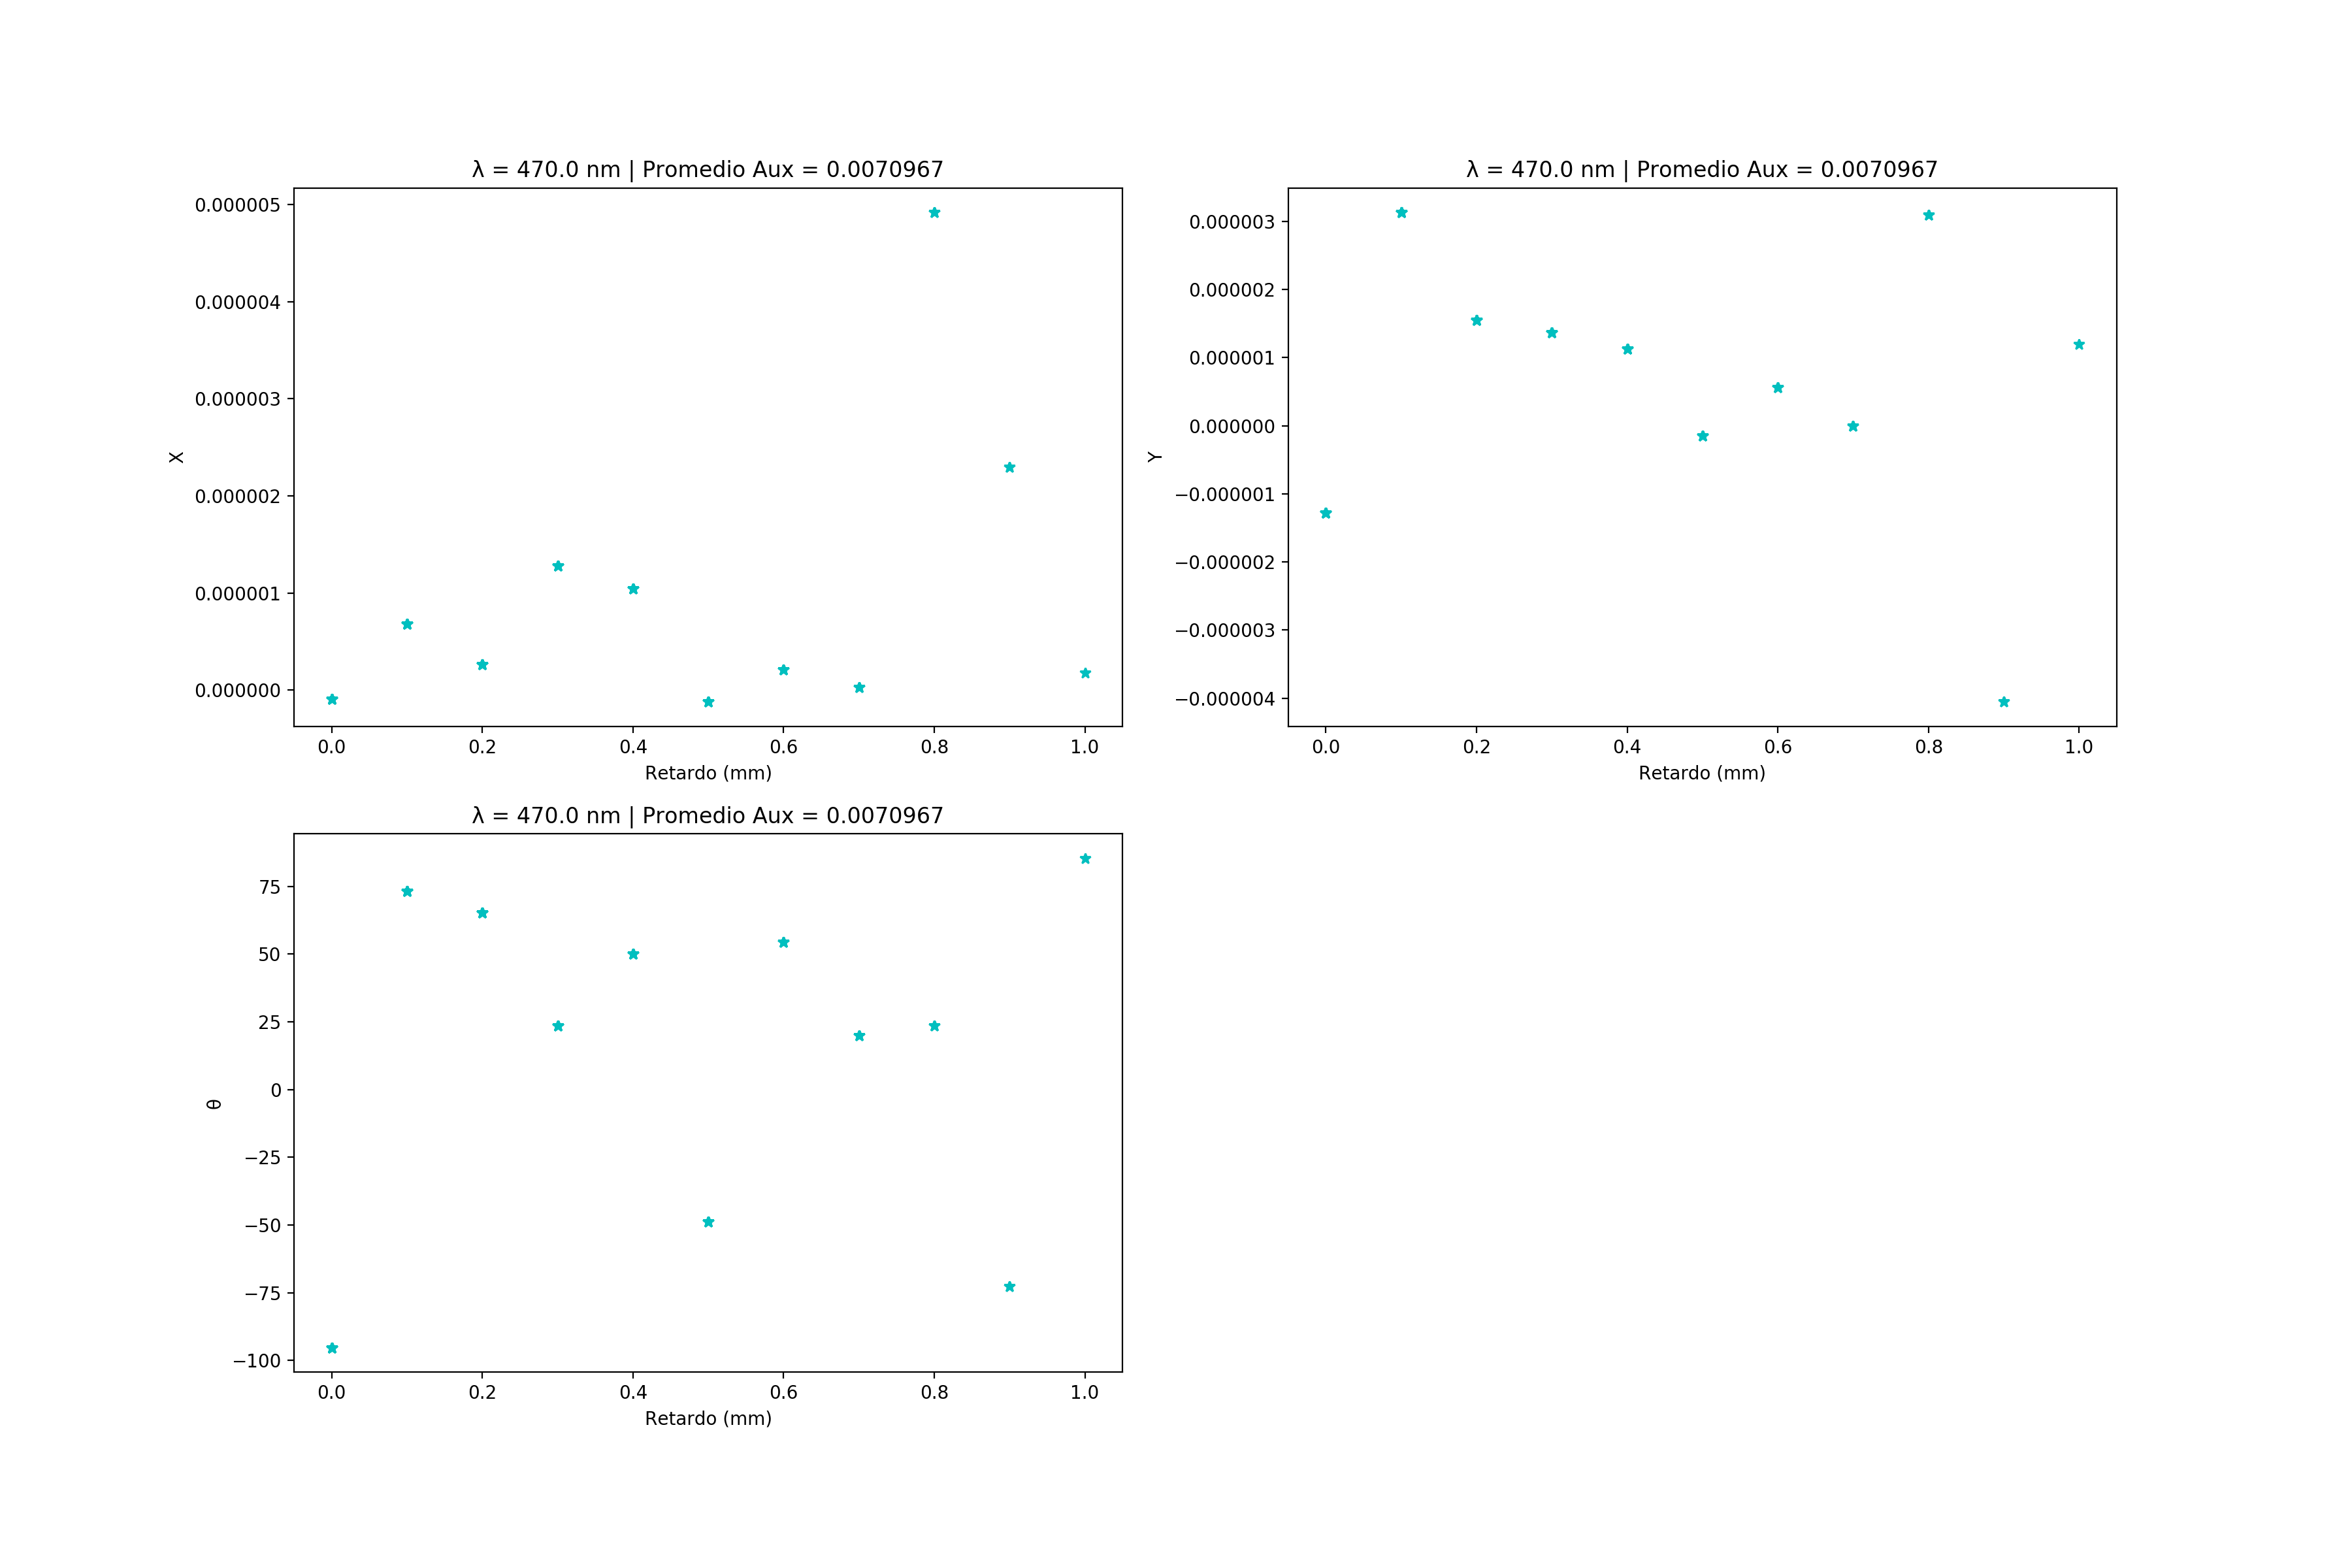 λ = 470.0 nm | Promedio Aux = 0.0070967
0.000005
0.000004
0.000003
0.000002
0.000001
0.000000
X
0.0 0.2 0.4 0.6 0.8 1.0
Retardo (mm)
λ = 470.0 nm | Promedio Aux = 0.0070967
0.000003
0.000002
0.000001
0.000000
−0.000001
−0.000002
−0.000003
−0.000004
Y
0.0 0.2 0.4 0.6 0.8 1.0
Retardo (mm)
λ = 470.0 nm | Promedio Aux = 0.0070967
75
50
25
0
−25
−50
−75
−100
θ
0.0 0.2 0.4 0.6 0.8 1.0
Retardo (mm)